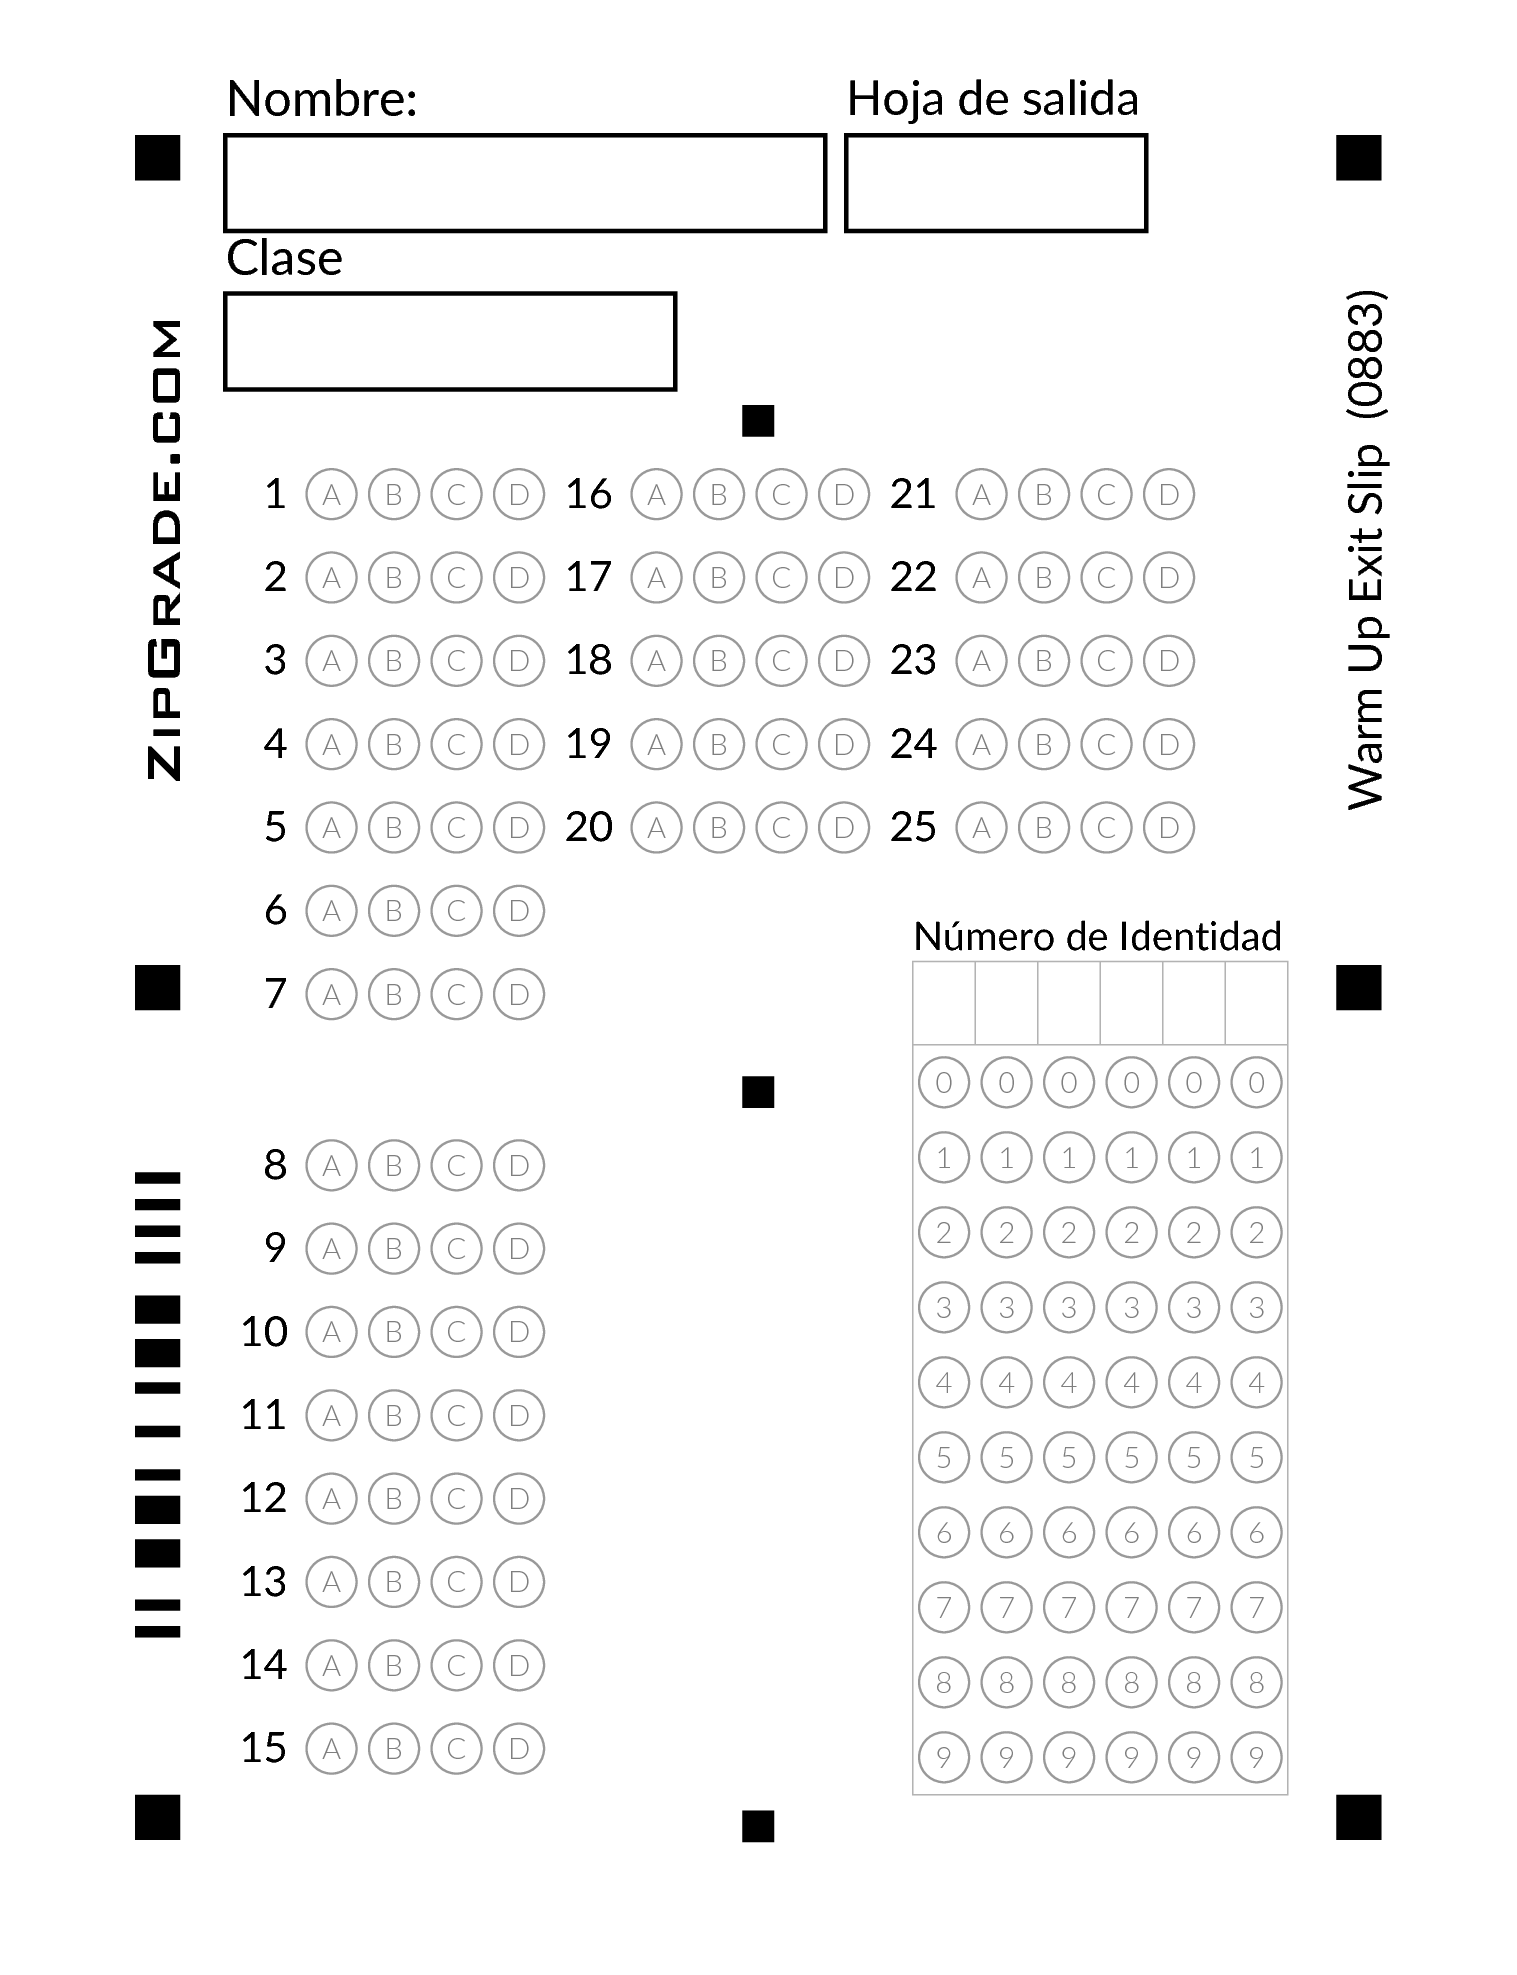 Nombre:
Hoja de salida
Clase
ZipGrade.com
Warm Up Exit Slip (0883)
1 A B C D 16 A B C D 21 A B C D
2 A B C D 17 A B C D 22 A B C D
3 A B C D 18 A B C D 23 A B C D
4 A B C D 19 A B C D 24 A B C D
5 A B C D 20 A B C D 25 A B C D
6 A B C D
7 A B C D
8 A B C D
9 A B C D
10 A B C D
11 A B C D
12 A B C D
13 A B C D
14 A B C D
15 A B C D
Número de Identidad
0 0 0 0 0 0
1 1 1 1 1 1
2 2 2 2 2 2
3 3 3 3 3 3
4 4 4 4 4 4
5 5 5 5 5 5
6 6 6 6 6 6
7 7 7 7 7 7
8 8 8 8 8 8
9 9 9 9 9 9